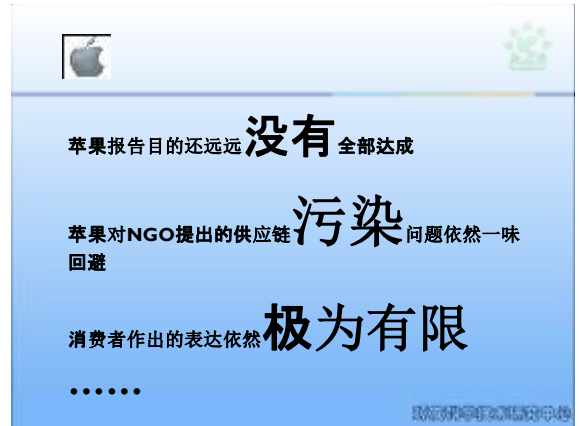 苹果报告目的还远远没有全部达成
苹果对NGO提出的供应链污染问题依然一味
回避
消费者作出的表达依然极为有限
······